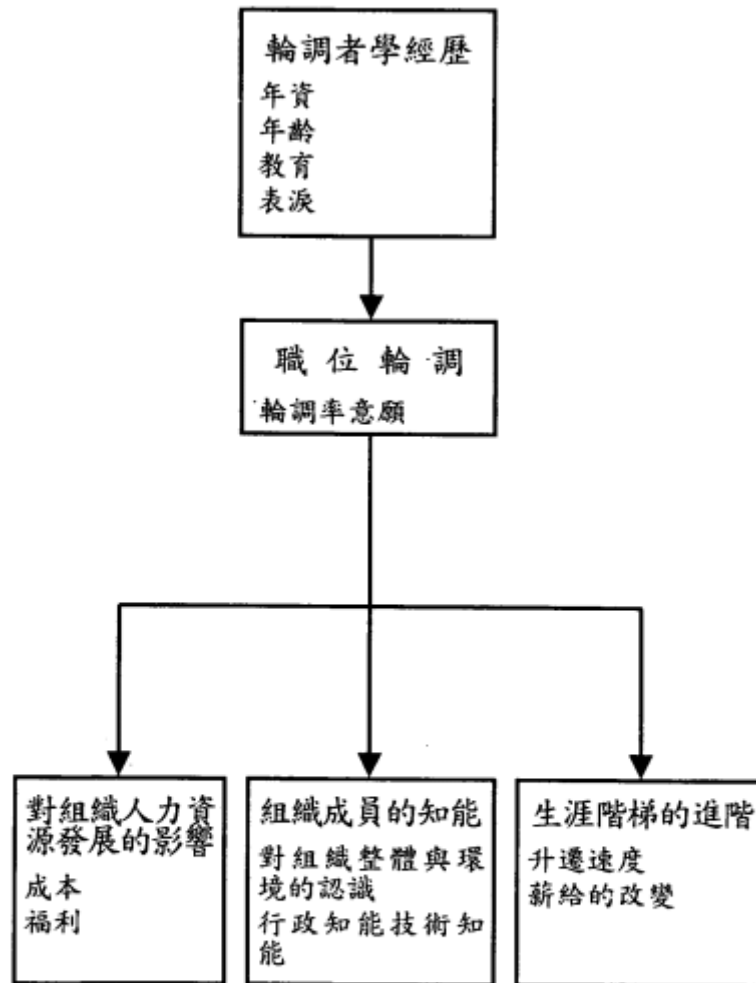 輪調者學經歷
年資
年齡
教育
表淚
職位輪調
輪調率意願
對組織人力資
源發展的影響
成本
福利
組織成員的知能
對組織整體與環
境的認識
行政知能技術知
能
生涯階梯的進階
升遷速度
薪給的改變